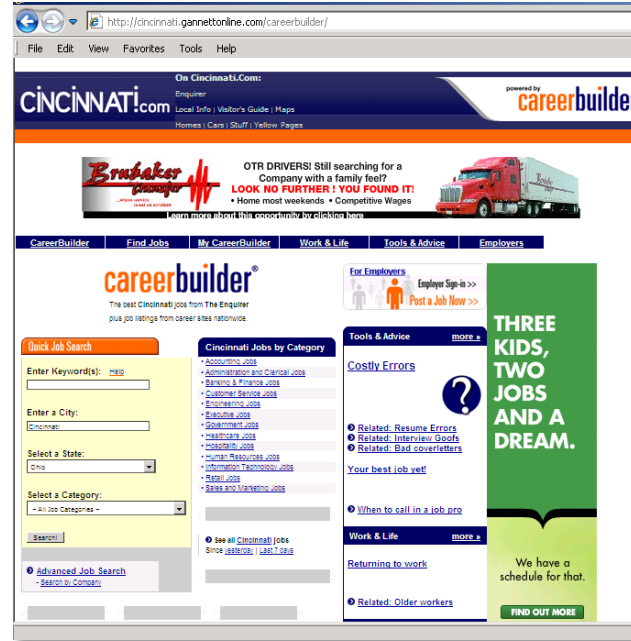 http://cincinnati.gannettonline.com/careerbuilder/
File Edit View Favorites Tools Help
CiNCiNNATi.com
On Cincinnati.Com:
Enquirer
Local Info | Visitor's Guide | Maps
Homes | Cars | Stuff | Yellow Pages
powered by
careerbuilde
Brubaker
Transfer
OTR DRIVERS! Still searching for a
Company with a family feel?
LOOK NO FURTHER ! YOU FOUND IT!
• Home most weekends • Competitive Wages
Learn more about this opportunity by clicking here
CareerBuilder Find Jobs My CareerBuilder Work & Life Tools & Advice Employers
careerbuilder®
The best Cincinnati jobs from The Enquirer
plus job listings from career sites nationwide.
For Employers
Employer Sign-in >>
Post a Job Now >>
Quick Job Search
Enter Keyword(s): Help
Enter a City:
Cincinnati
Select a State:
Ohio
Select a Category:
- All Job Categories -
Search!
Advanced Job Search
- Search by Company
Cincinnati Jobs by Category
• Accounting Jobs
• Administration and Clerical Jobs
• Banking & Finance Jobs
• Customer Service Jobs
• Engineering Jobs
• Executive Jobs
• Government Jobs
• Healthcare Jobs
• Hospitality Jobs
• Human Resources Jobs
• Information Technology Jobs
• Retail Jobs
• Sales and Marketing Jobs
See all Cincinnati jobs
Since yesterday | Last 7 days
Tools & Advice more »
Costly Errors
?
Related: Resume Errors
Related: Interview Goofs
Related: Bad coverletters
Your best job yet!
When to call in a job pro
Work & Life more »
Returning to work
Related: Older workers
THREE
KIDS,
TWO
JOBS
AND A
DREAM.
We have a
schedule for that.
FIND OUT MORE